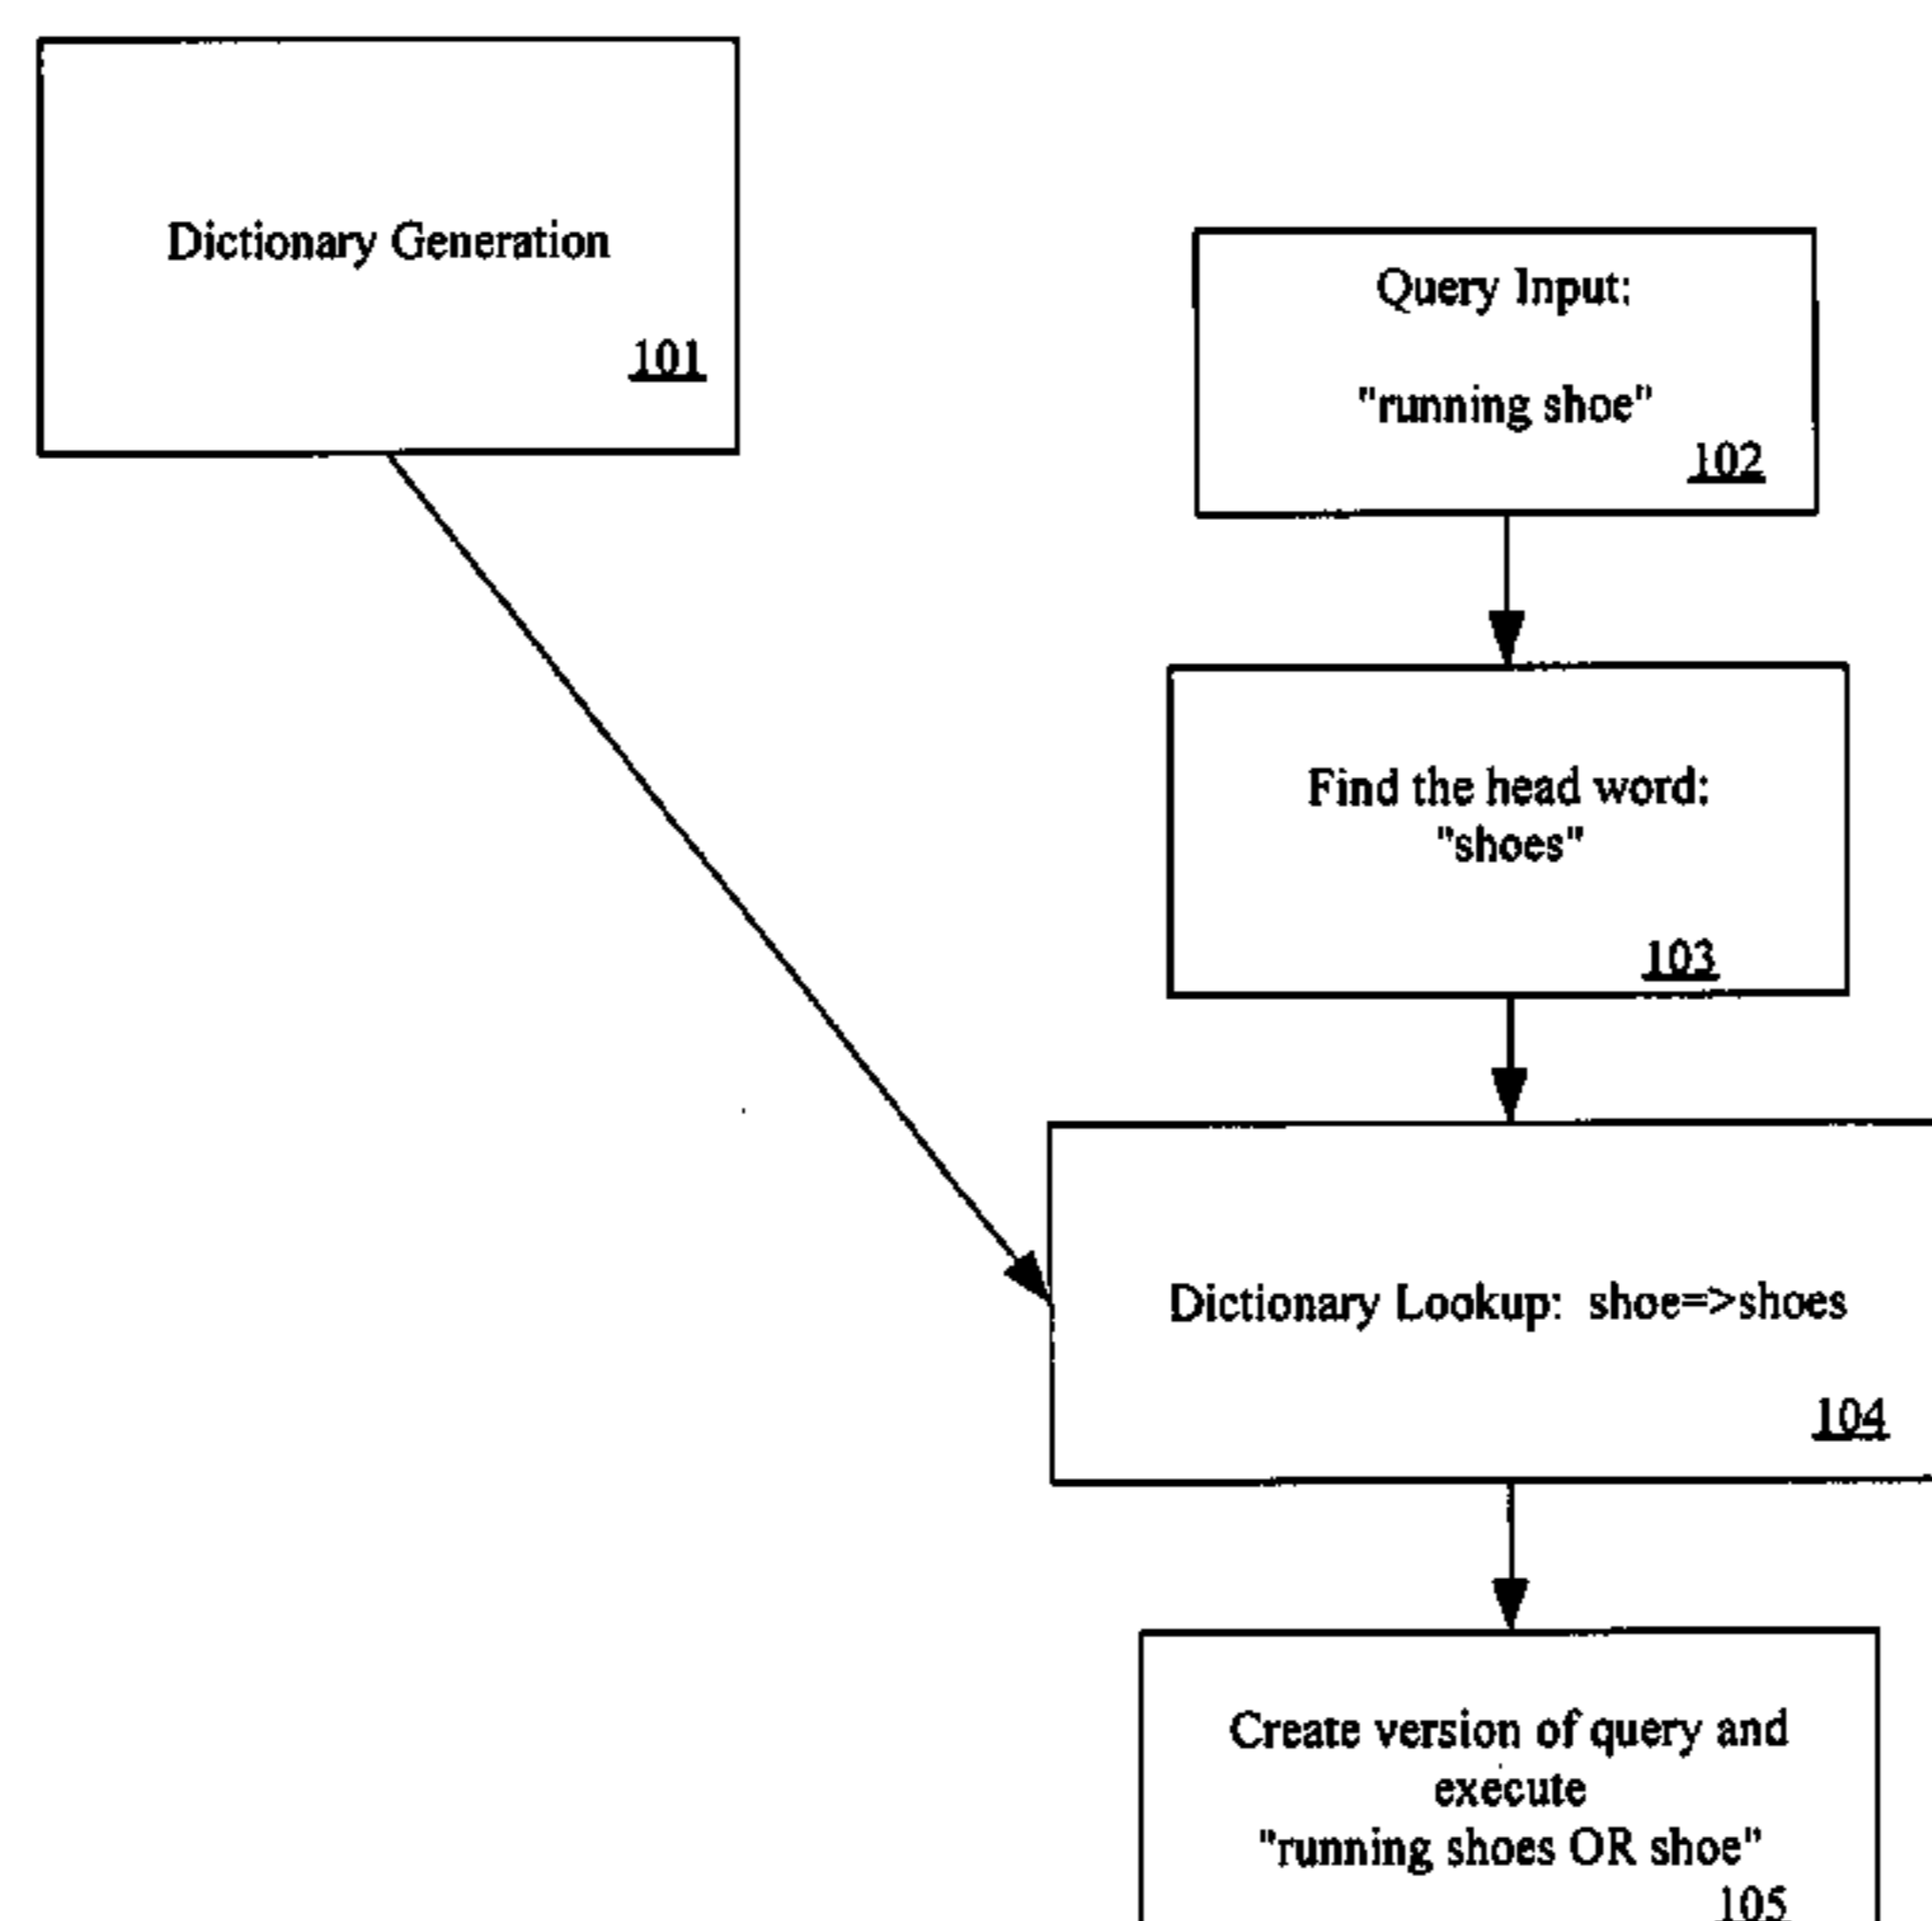 Dictionary Generation
101
Query Input:
"running shoe"
102
Find the head word:
"shoes"
103
Dictionary Lookup:  shoe=>shoes
104
Create version of query and
execute
"running shoes OR shoe"
105